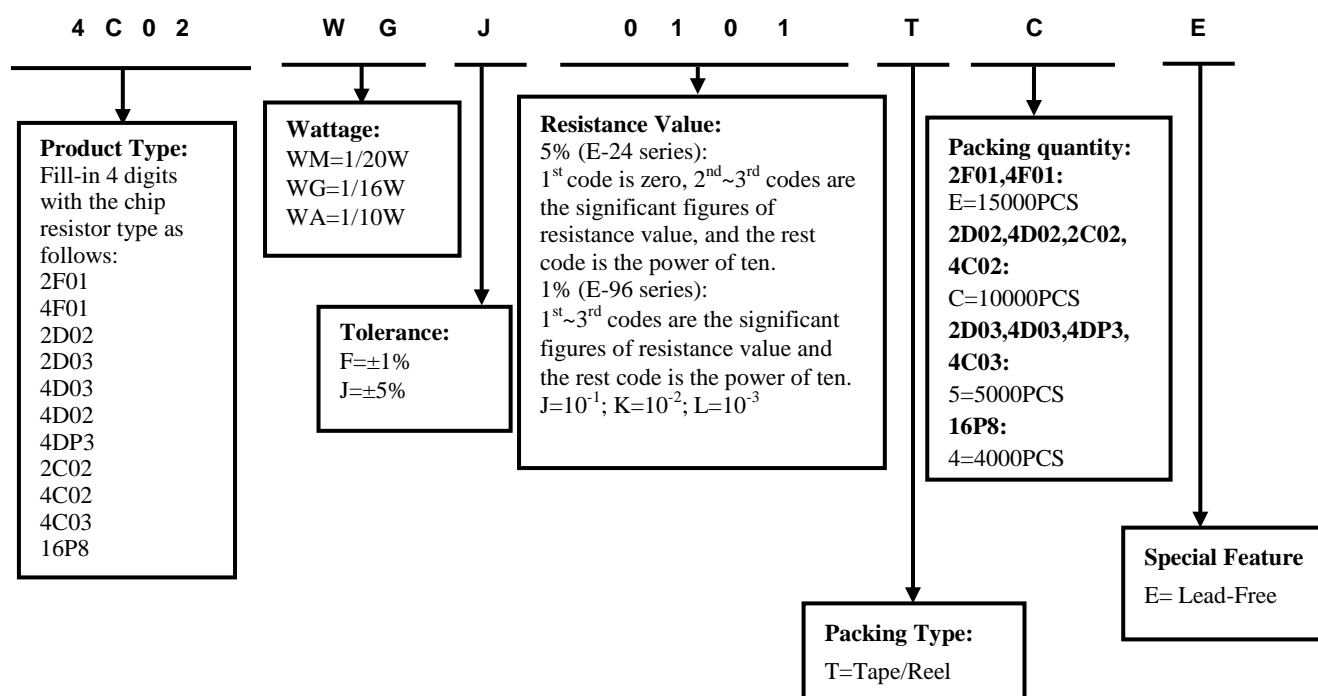 4 C 0 2 W G J 0 1 0 1 T C E
Product Type:
Fill-in 4 digits
with the chip
resistor type as
follows:
2F01
4F01
2D02
2D03
4D03
4D02
4DP3
2C02
4C02
4C03
16P8
Wattage:
WM=1/20W
WG=1/16W
WA=1/10W
Tolerance:
F=±1%
J=±5%
Resistance Value:
5% (E-24 series):
1st code is zero, 2nd~3rd codes are
the significant figures of
resistance value, and the rest
code is the power of ten.
1% (E-96 series):
1st~3rd codes are the significant
figures of resistance value and
the rest code is the power of ten.
J=10-1; K=10-2; L=10-3
Packing Type:
T=Tape/Reel
Packing quantity:
2F01,4F01:
E=15000PCS
2D02,4D02,2C02,
4C02:
C=10000PCS
2D03,4D03,4DP3,
4C03:
5=5000PCS
16P8:
4=4000PCS
Special Feature
E= Lead-Free